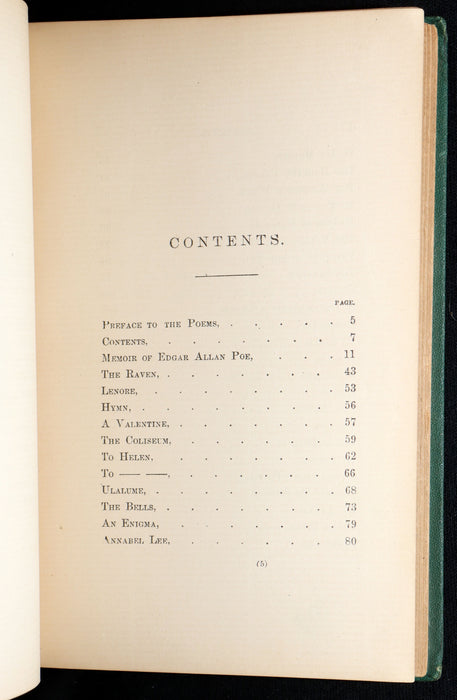 CONTENTS.
PAGE.
PREFACE TO THE POEMS, . . . . . 5
CONTENTS, . . . . . . . 7
MEMOIR OF EDGAR ALLAN POE, . . . 11
THE RAVEN, . . . . . . . 43
LENORE, . . . . . . . 53
HYMN, . . . . . . . . 56
A VALENTINE, . . . . . . 57
THE COLISEUM, . . . . . . 59
TO HELEN, . . . . . . . 62
TO —— ——, . . . . . . 66
ULALUME, . . . . . . . 68
THE BELLS, . . . . . . . 73
AN ENIGMA, . . . . . . 79
ANNABEL LEE, . . . . . . 80
(5)